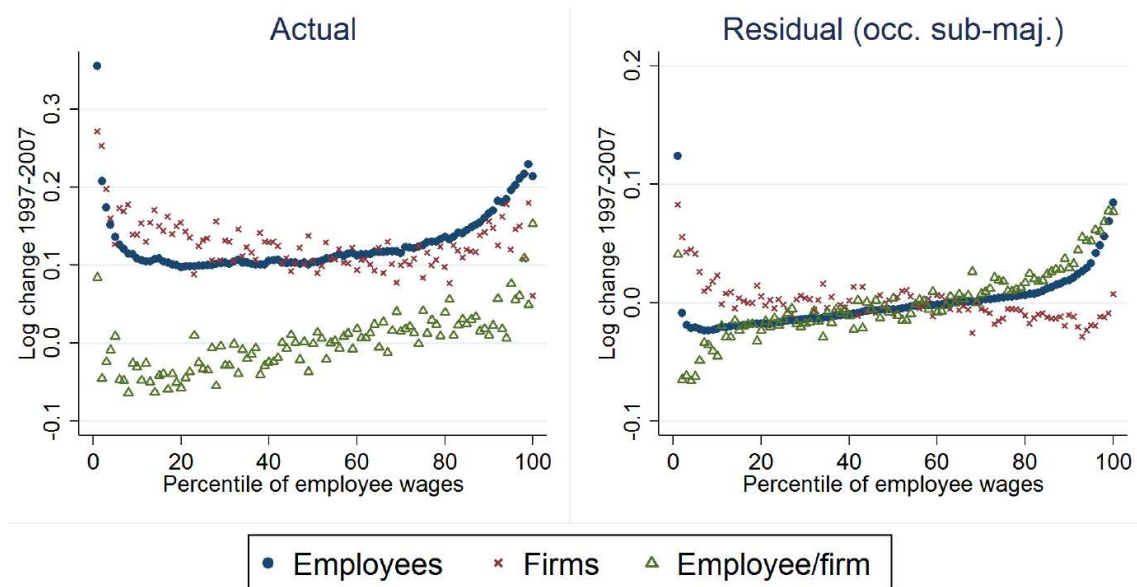 Actual
Log change 1997-2007
0.3
0.2
0.1
0.0
-0.1
0
20
40
60
80
100
Percentile of employee wages
Residual (occ. sub-maj.)
Log change 1997-2007
0.2
0.1
0.0
-0.1
0
20
40
60
80
100
Percentile of employee wages
Employees
Firms
Employee/firm